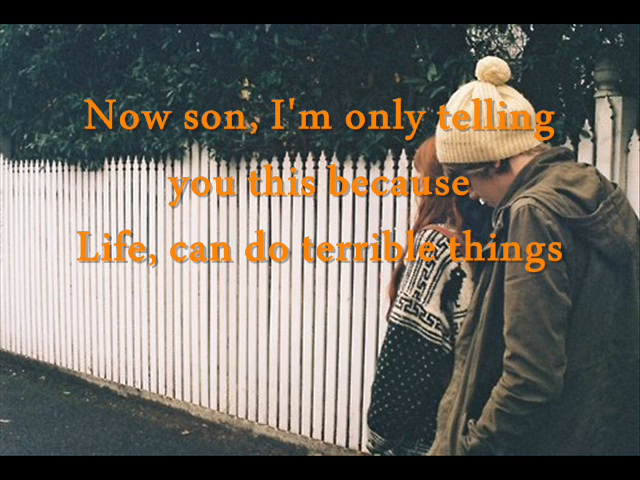 Now son, I'm only telling
you this because
Life, can do terrible things